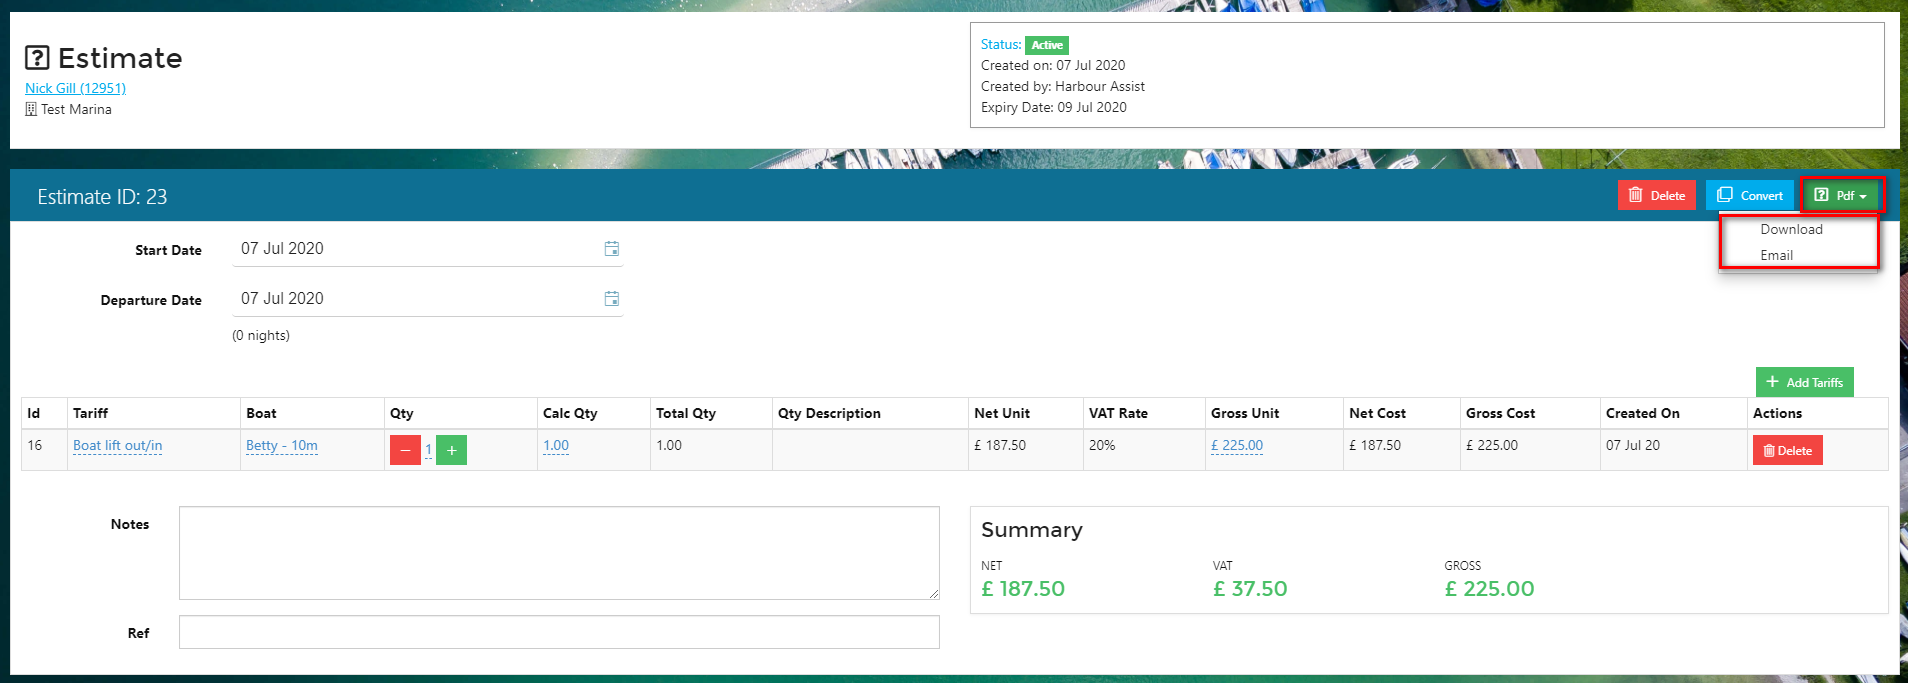 Estimate
Nick Gill (12951)
Test Marina
Status: Active
Created on: 07 Jul 2020
Created by: Harbour Assist
Expiry Date: 09 Jul 2020
Estimate ID: 23
Delete
Convert
Pdf
Download
Email
Start Date 07 Jul 2020
Departure Date 07 Jul 2020
(0 nights)
+ Add Tariffs
Id Tariff Boat Qty Calc Qty Total Qty Qty Description Net Unit VAT Rate Gross Unit Net Cost Gross Cost Created On Actions
16 Boat lift out/in Betty - 10m − 1 + 1.00 1.00 £ 187.50 20% £ 225.00 £ 187.50 £ 225.00 07 Jul 20 Delete
Notes
Ref
Summary
NET VAT GROSS
£ 187.50 £ 37.50 £ 225.00